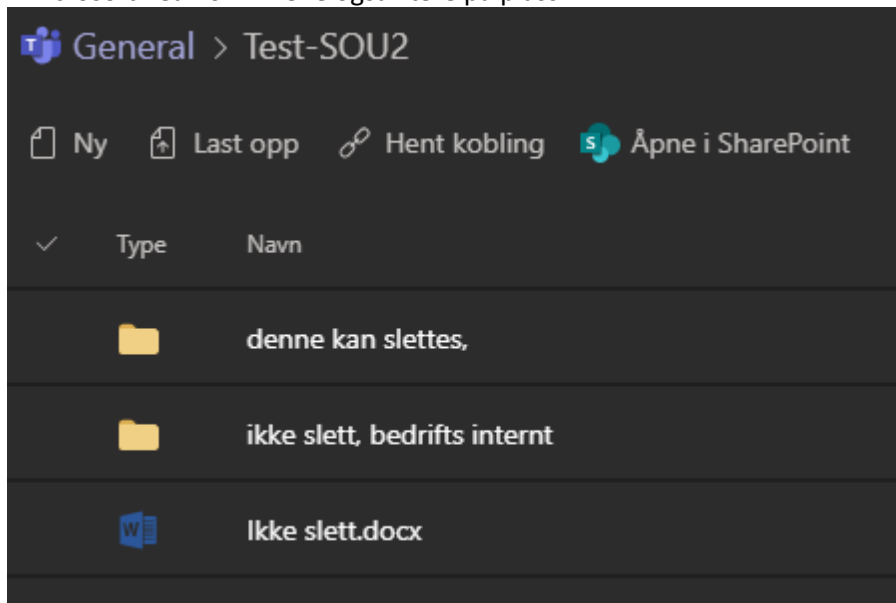 General > Test-SOU2
Ny Last opp Hent kobling Åpne i SharePoint
Type Navn
denne kan slettes,
ikke slett, bedrifts internt
Ikke slett.docx